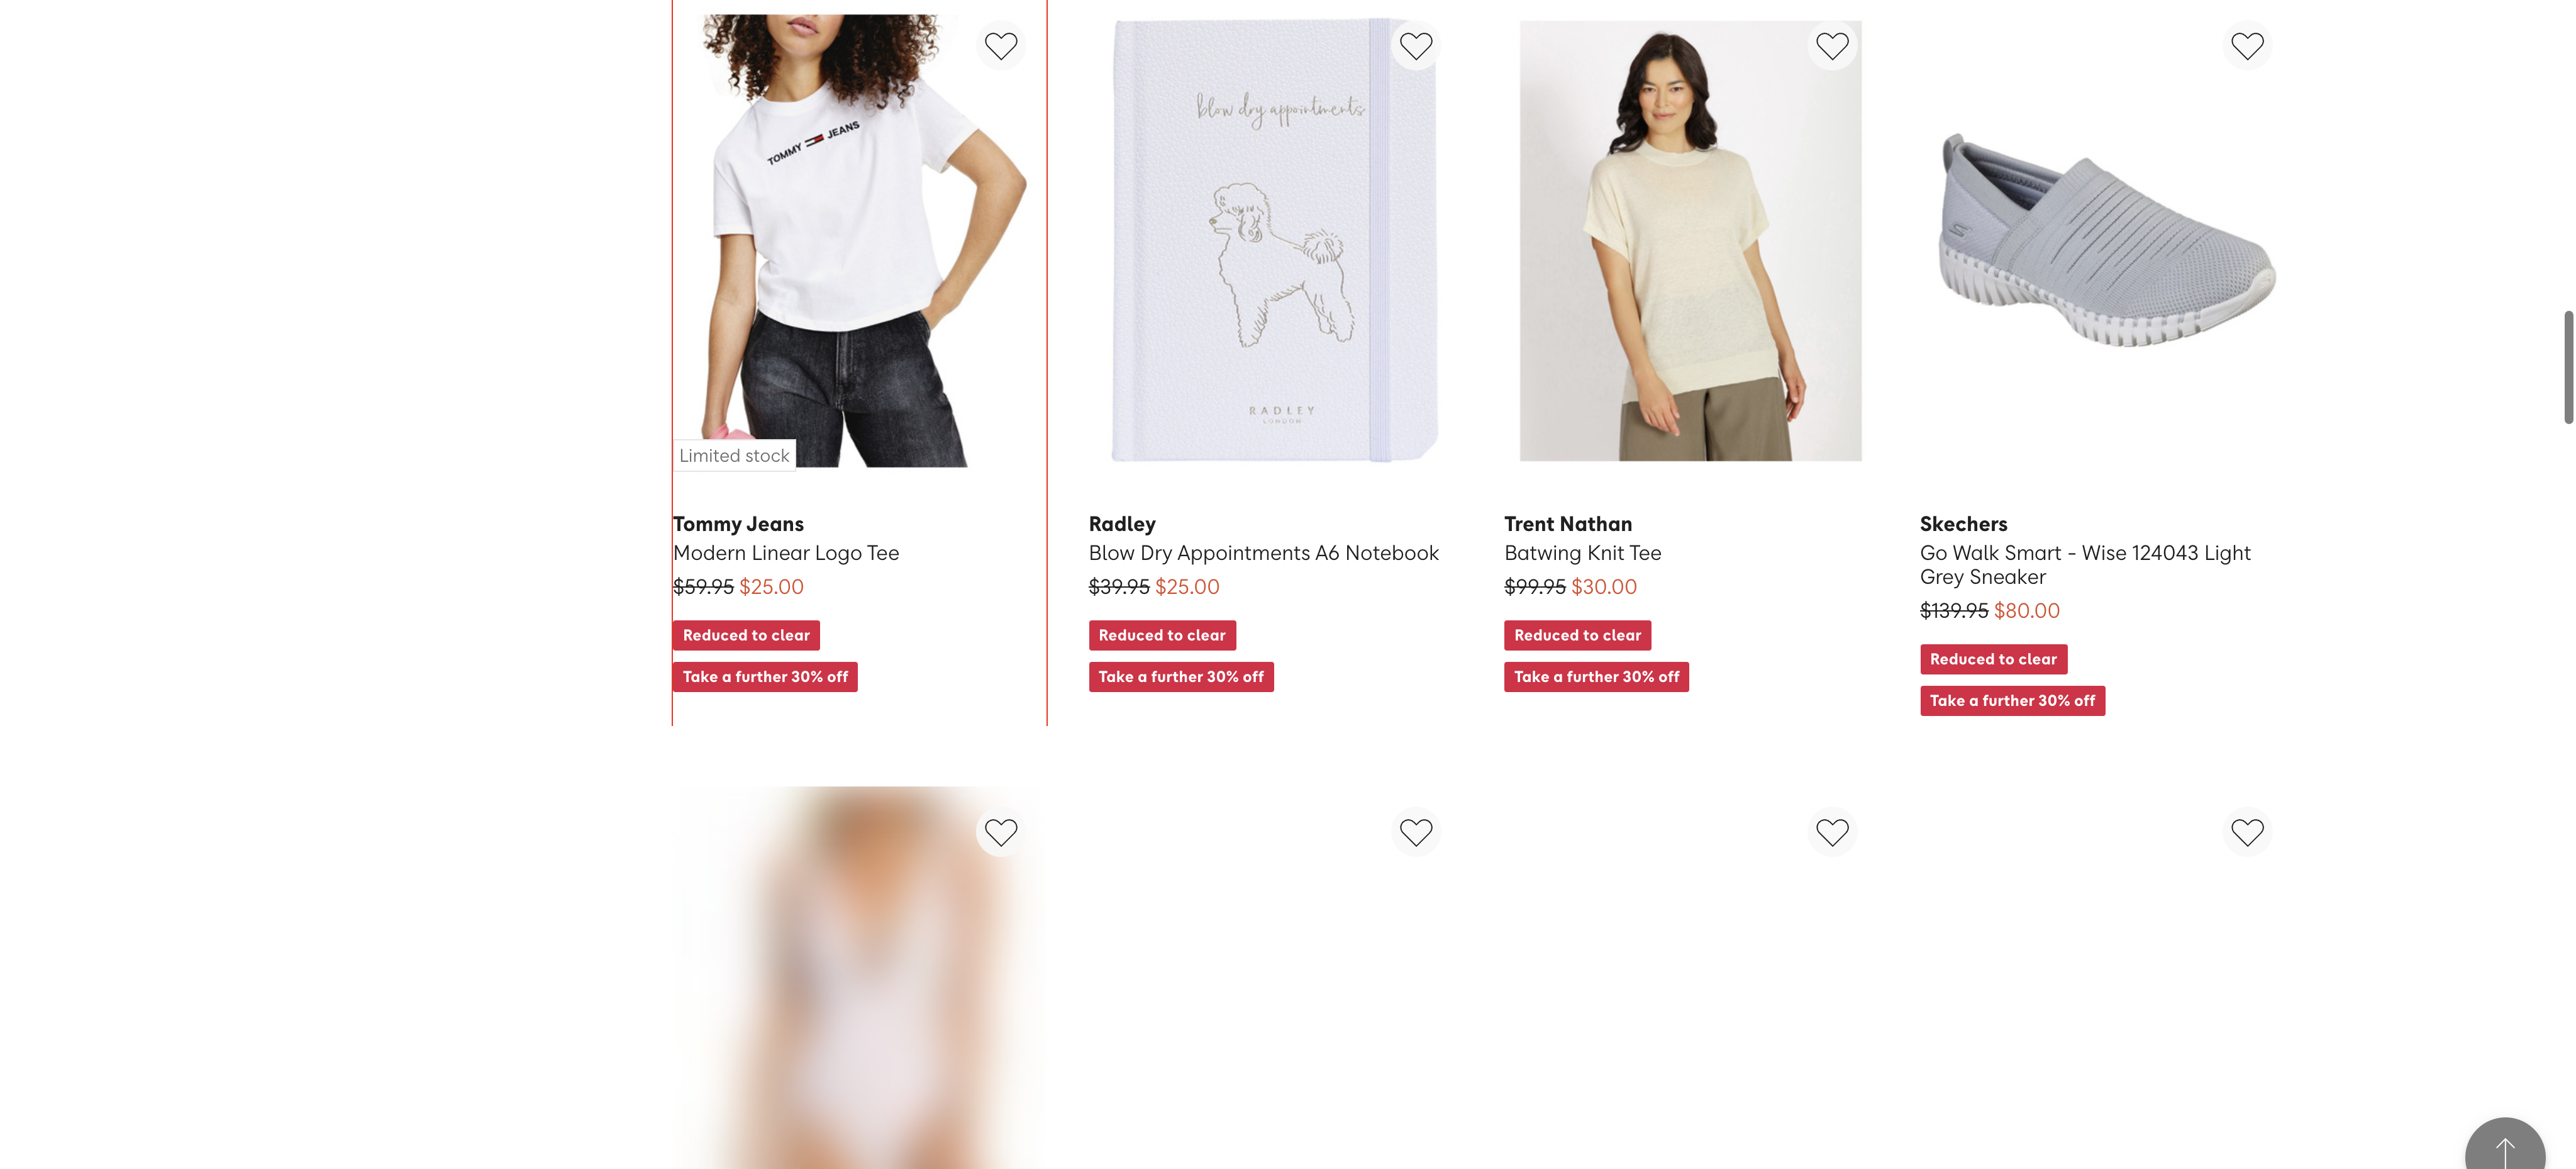 TOMMY JEANS
blow dry appointments
RADLEY
LONDON
Limited stock
Tommy Jeans
Modern Linear Logo Tee
$59.95 $25.00
Reduced to clear
Take a further 30% off
Radley
Blow Dry Appointments A6 Notebook
$39.95 $25.00
Reduced to clear
Take a further 30% off
Trent Nathan
Batwing Knit Tee
$99.95 $30.00
Reduced to clear
Take a further 30% off
Skechers
Go Walk Smart - Wise 124043 Light
Grey Sneaker
$139.95 $80.00
Reduced to clear
Take a further 30% off